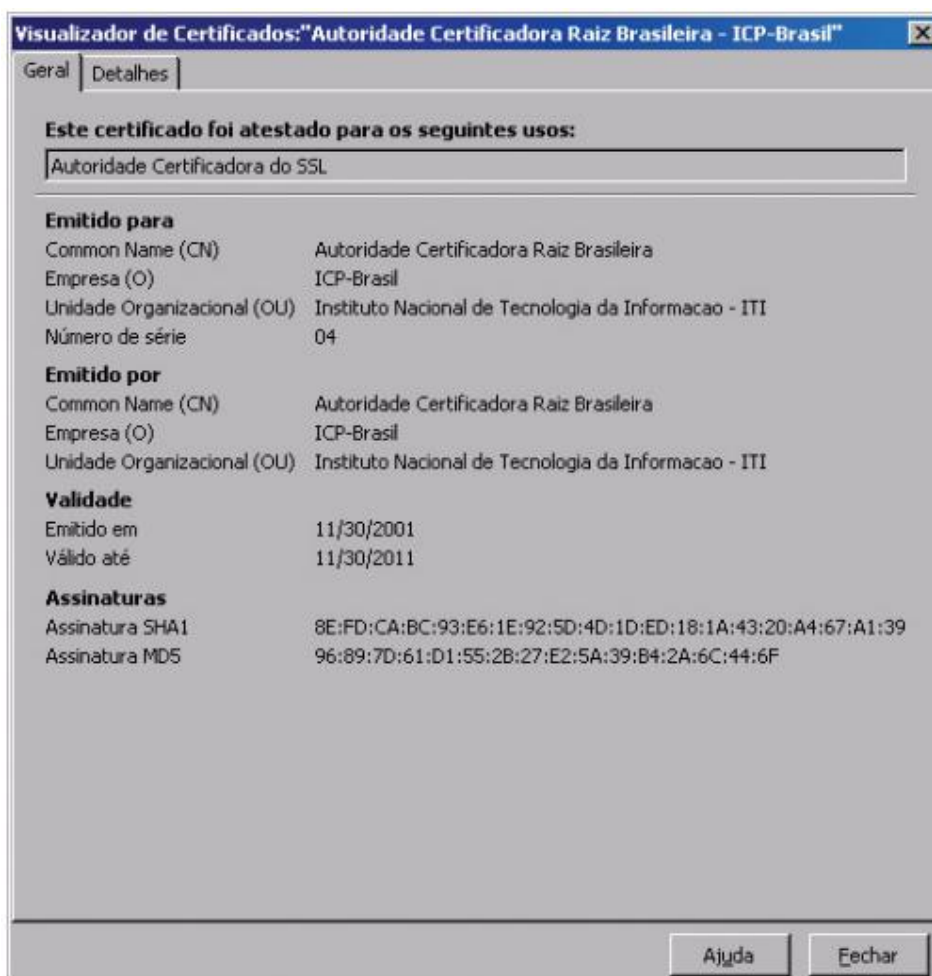 Visualizador de Certificados:"Autoridade Certificadora Raiz Brasileira - ICP-Brasil"
Geral Detalhes
Este certificado foi atestado para os seguintes usos:
Autoridade Certificadora do SSL
Emitido para
Common Name (CN) Autoridade Certificadora Raiz Brasileira
Empresa (O) ICP-Brasil
Unidade Organizacional (OU) Instituto Nacional de Tecnologia da Informacao - ITI
Número de série 04
Emitido por
Common Name (CN) Autoridade Certificadora Raiz Brasileira
Empresa (O) ICP-Brasil
Unidade Organizacional (OU) Instituto Nacional de Tecnologia da Informacao - ITI
Validade
Emitido em 11/30/2001
Válido até 11/30/2011
Assinaturas
Assinatura SHA1 8E:FD:CA:BC:93:E6:1E:92:5D:4D:1D:ED:18:1A:43:20:A4:67:A1:39
Assinatura MD5 96:89:7D:61:D1:55:2B:27:E2:5A:39:B4:2A:6C:44:6F
Ajuda Fechar